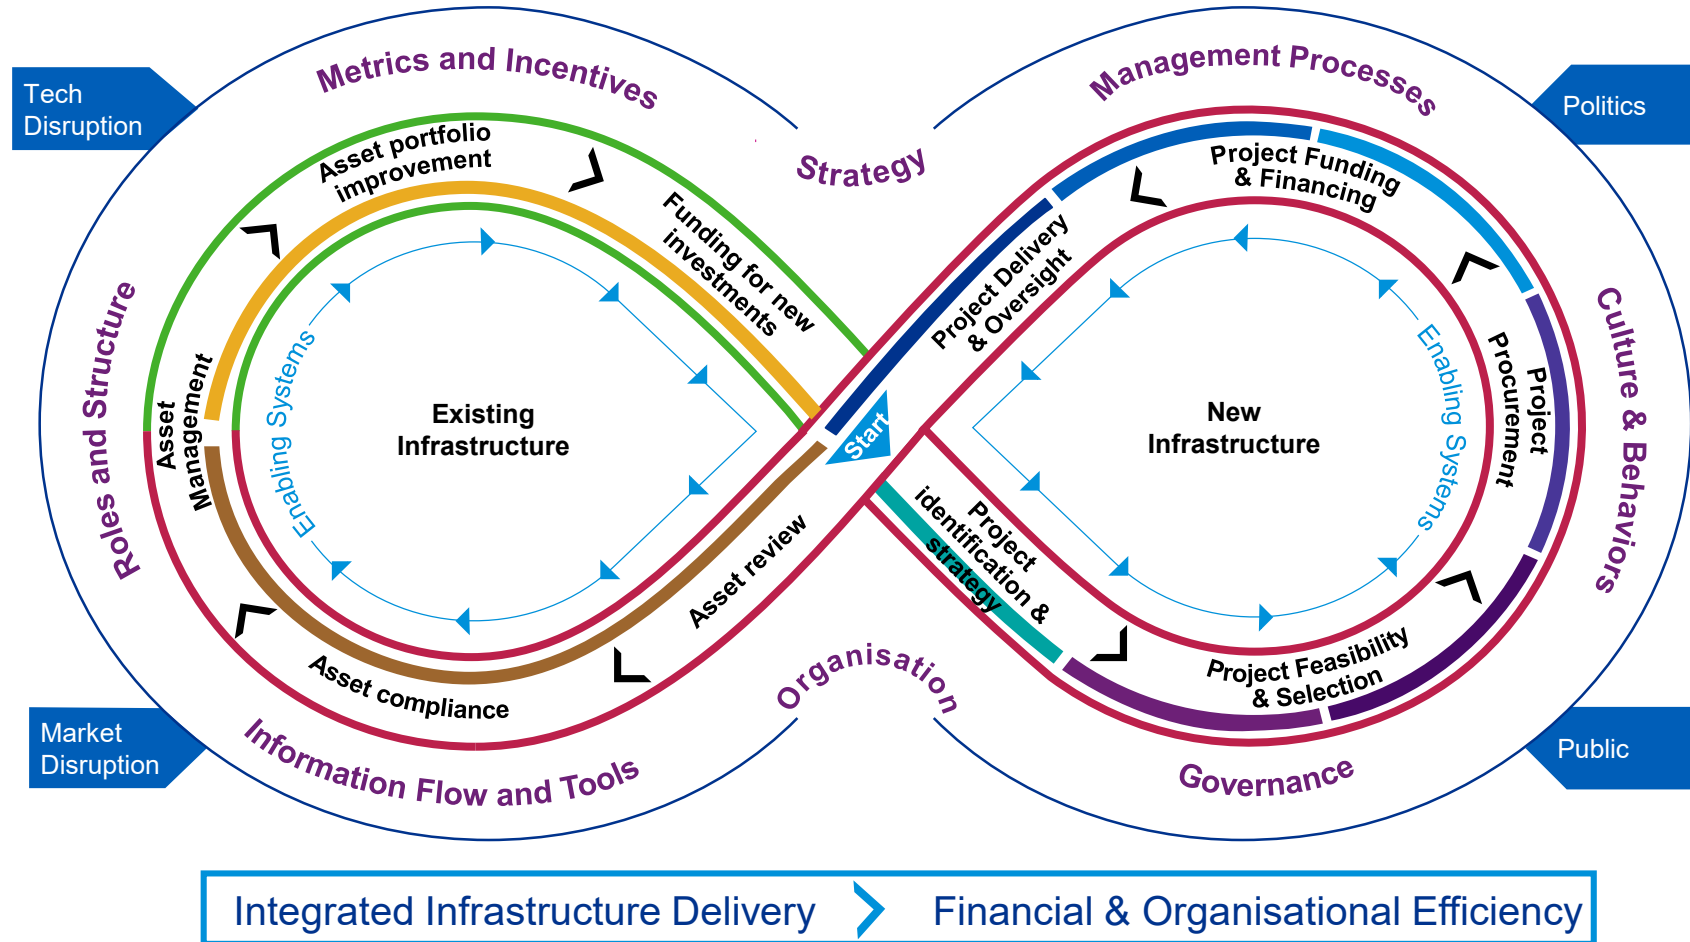 Metrics and Incentives
Management Processes
Tech
Disruption
Politics
Strategy
Asset portfolio
improvement
Project Funding
& Financing
Funding for new
investments
Project Delivery
& Oversight
Roles and Structure
Culture & Behaviors
Enabling Systems
Enabling Systems
Asset
Management
Existing
Infrastructure
Start
New
Infrastructure
Project
Procurement
Project
identification &
strategy
Asset review
Asset compliance
Project Feasibility
& Selection
Organisation
Market
Disruption
Public
Information Flow and Tools
Governance
Integrated Infrastructure Delivery
Financial & Organisational Efficiency